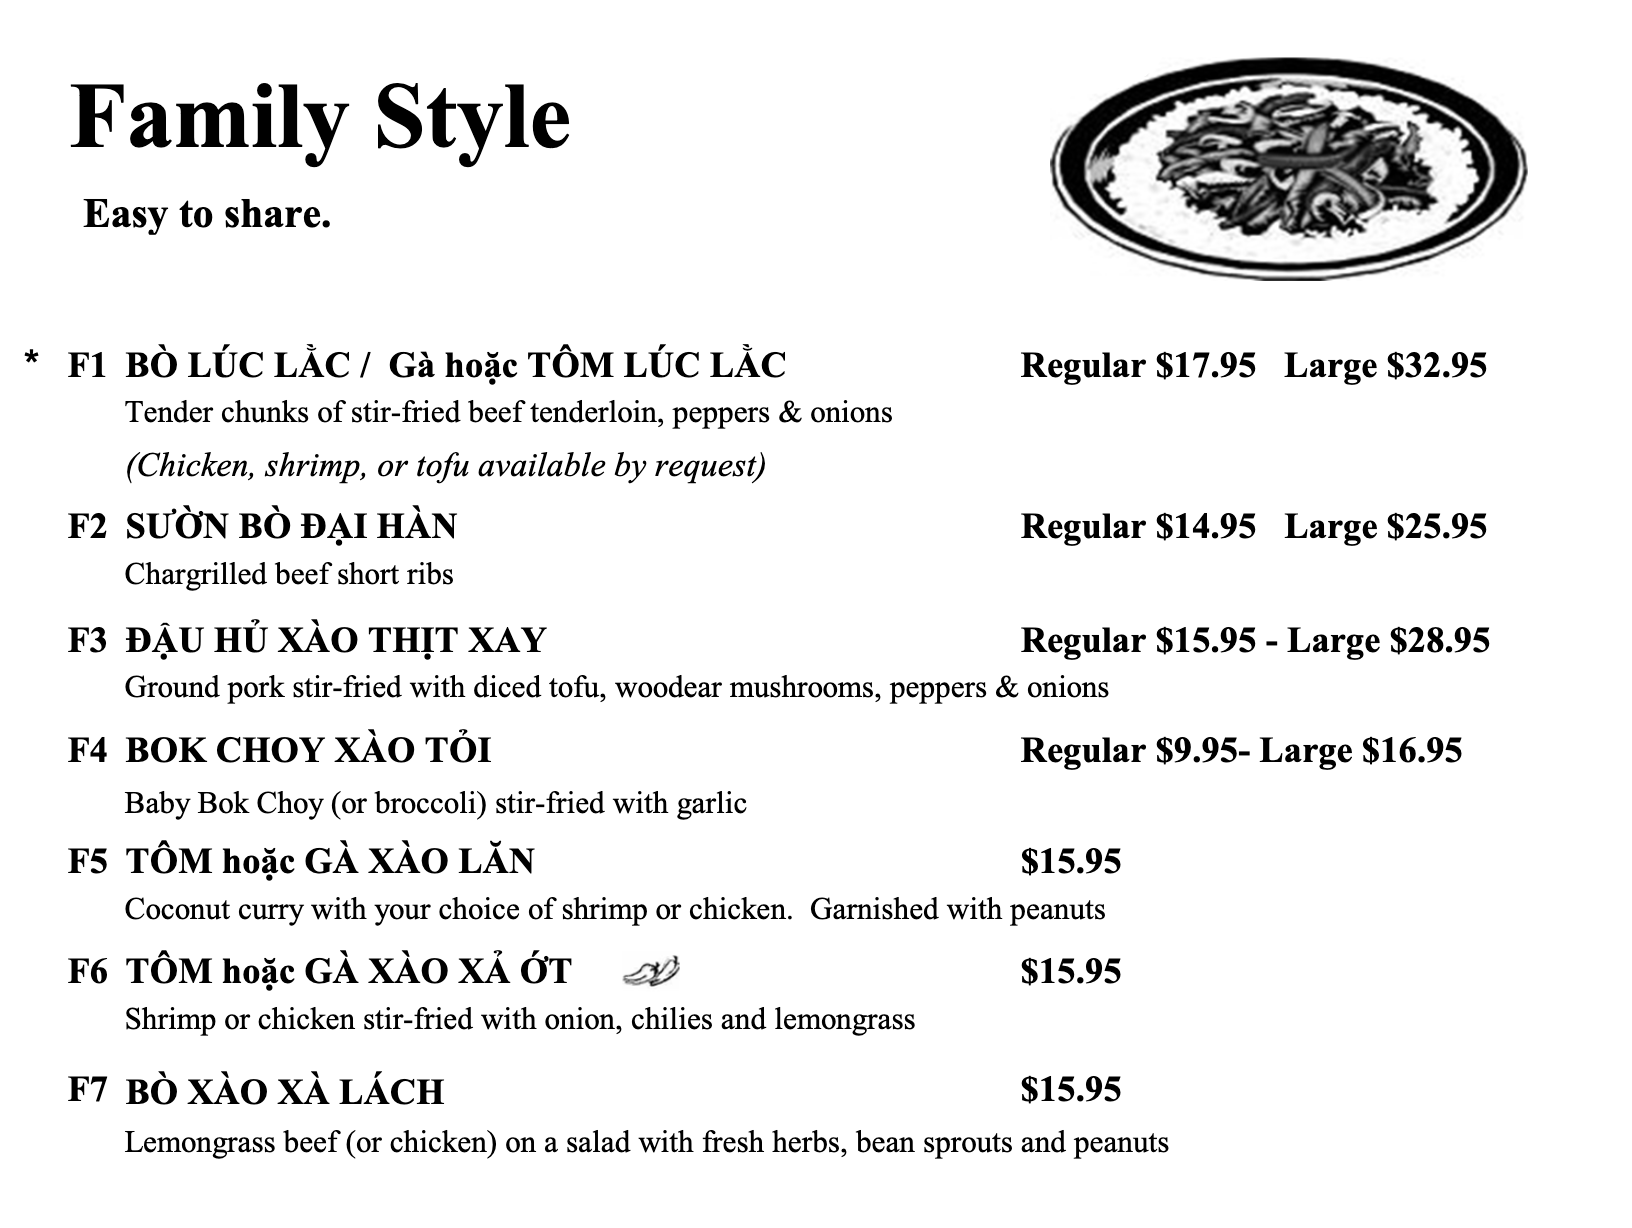 Family Style
Easy to share.
* F1 BÒ LÚC LẮC / Gà hoặc TÔM LÚC LẮC Regular $17.95 Large $32.95
Tender chunks of stir-fried beef tenderloin, peppers & onions
(Chicken, shrimp, or tofu available by request)
F2 SƯỜN BÒ ĐẠI HÀN Regular $14.95 Large $25.95
Chargrilled beef short ribs
F3 ĐẬU HỦ XÀO THỊT XAY Regular $15.95 - Large $28.95
Ground pork stir-fried with diced tofu, woodear mushrooms, peppers & onions
F4 BOK CHOY XÀO TỎI Regular $9.95- Large $16.95
Baby Bok Choy (or broccoli) stir-fried with garlic
F5 TÔM hoặc GÀ XÀO LĂN $15.95
Coconut curry with your choice of shrimp or chicken. Garnished with peanuts
F6 TÔM hoặc GÀ XÀO XẢ ỚT $15.95
Shrimp or chicken stir-fried with onion, chilies and lemongrass
F7 BÒ XÀO XÀ LÁCH $15.95
Lemongrass beef (or chicken) on a salad with fresh herbs, bean sprouts and peanuts